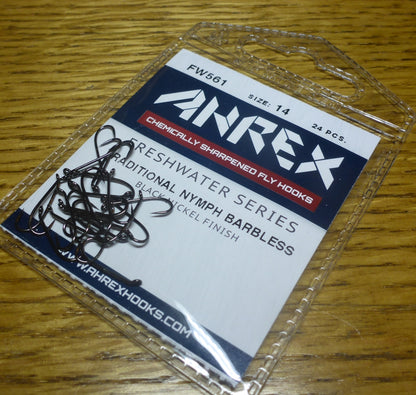 FW561 SIZE: 14 24 PCS.
AHREX
CHEMICALLY SHARPENED FLY HOOKS
FRESHWATER SERIES
TRADITIONAL NYMPH BARBLESS
BLACK NICKEL FINISH
WWW.AHREXHOOKS.COM